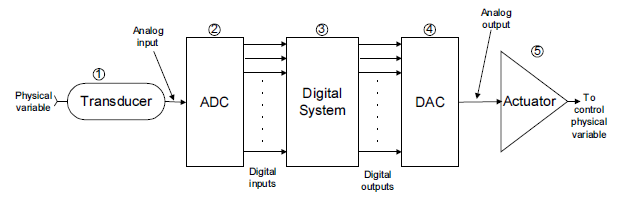 Analog
input
Analog
output
①
②
③
④
⑤
Physical
variable
Transducer
ADC
Digital
System
DAC
Actuator
To
control
physical
variable
Digital
inputs
Digital
outputs